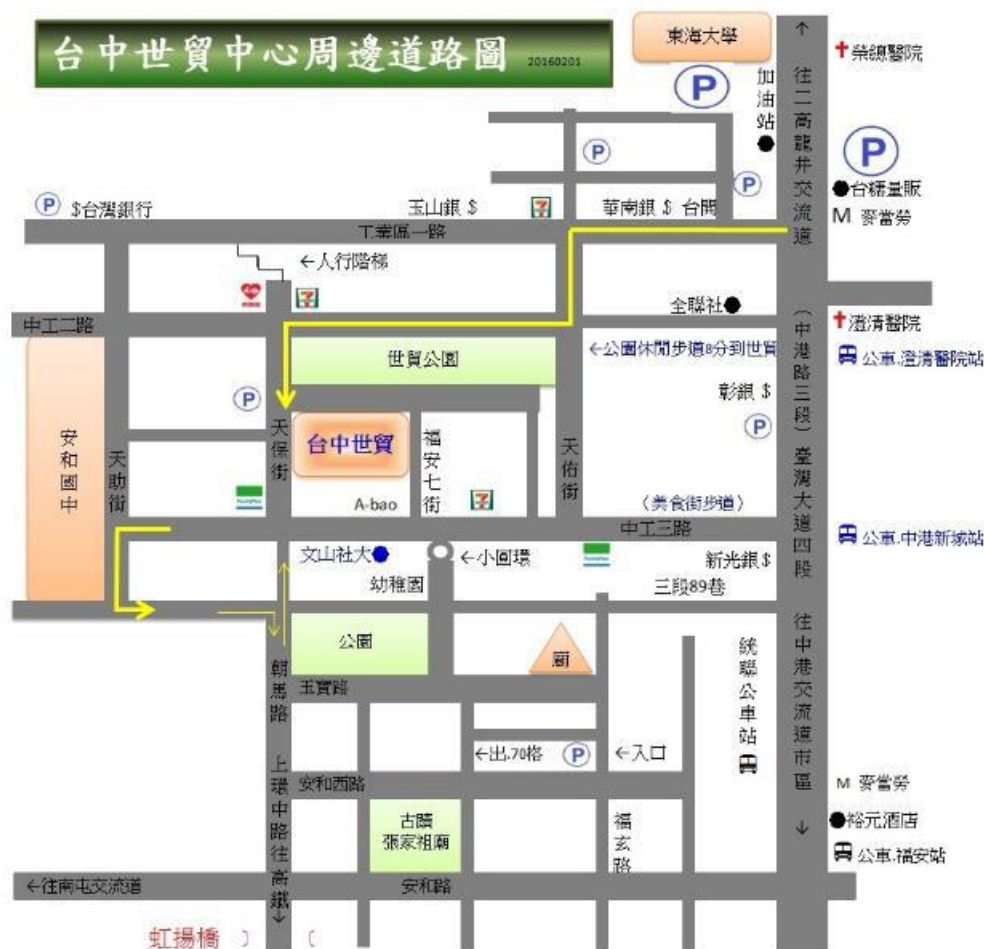 台中世貿中心周邊道路圖 20160201
東海大學
P
加油站
↑ 往二高龍井交流道
榮總醫院
P
P
P
台糖量販
M 麥當勞
P $台灣銀行
玉山銀 $
7
華南銀 $ 台開
工業區一路
←人行階梯
7
全聯社
中工二路
澄清醫院
世貿公園
←公園休閒步道8分到世貿
公車.澄清醫院站
(中港路三段)臺灣大道四段
彰銀 $
P
P
天保街
台中世貿
福安七街
天佑街
安和國中
天助街
FamilyMart
A-bao
7
(美食街步道)
中工三路
公車.中港新城站
文山社大
←小圓環
新光銀$
幼稚園
三段89巷
公園
廟
統聯公車站
往中港交流道市區 ↓
朝馬路
玉寶路
←出.70格 P ←入口
上環中路往高鐵↓
安和西路
M 麥當勞
古蹟
張家祖廟
福玄路
裕元酒店
公車.福安站
←往南屯交流道
安和路
虹揚橋 ) (